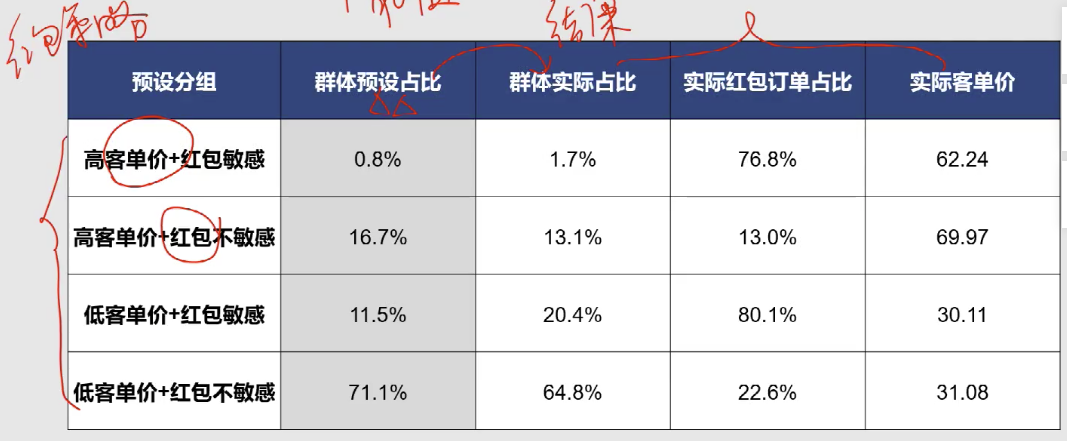 红包策略 结果
预设分组 群体预设占比 群体实际占比 实际红包订单占比 实际客单价
高客单价+红包敏感 0.8% 1.7% 76.8% 62.24
高客单价+红包不敏感 16.7% 13.1% 13.0% 69.97
低客单价+红包敏感 11.5% 20.4% 80.1% 30.11
低客单价+红包不敏感 71.1% 64.8% 22.6% 31.08